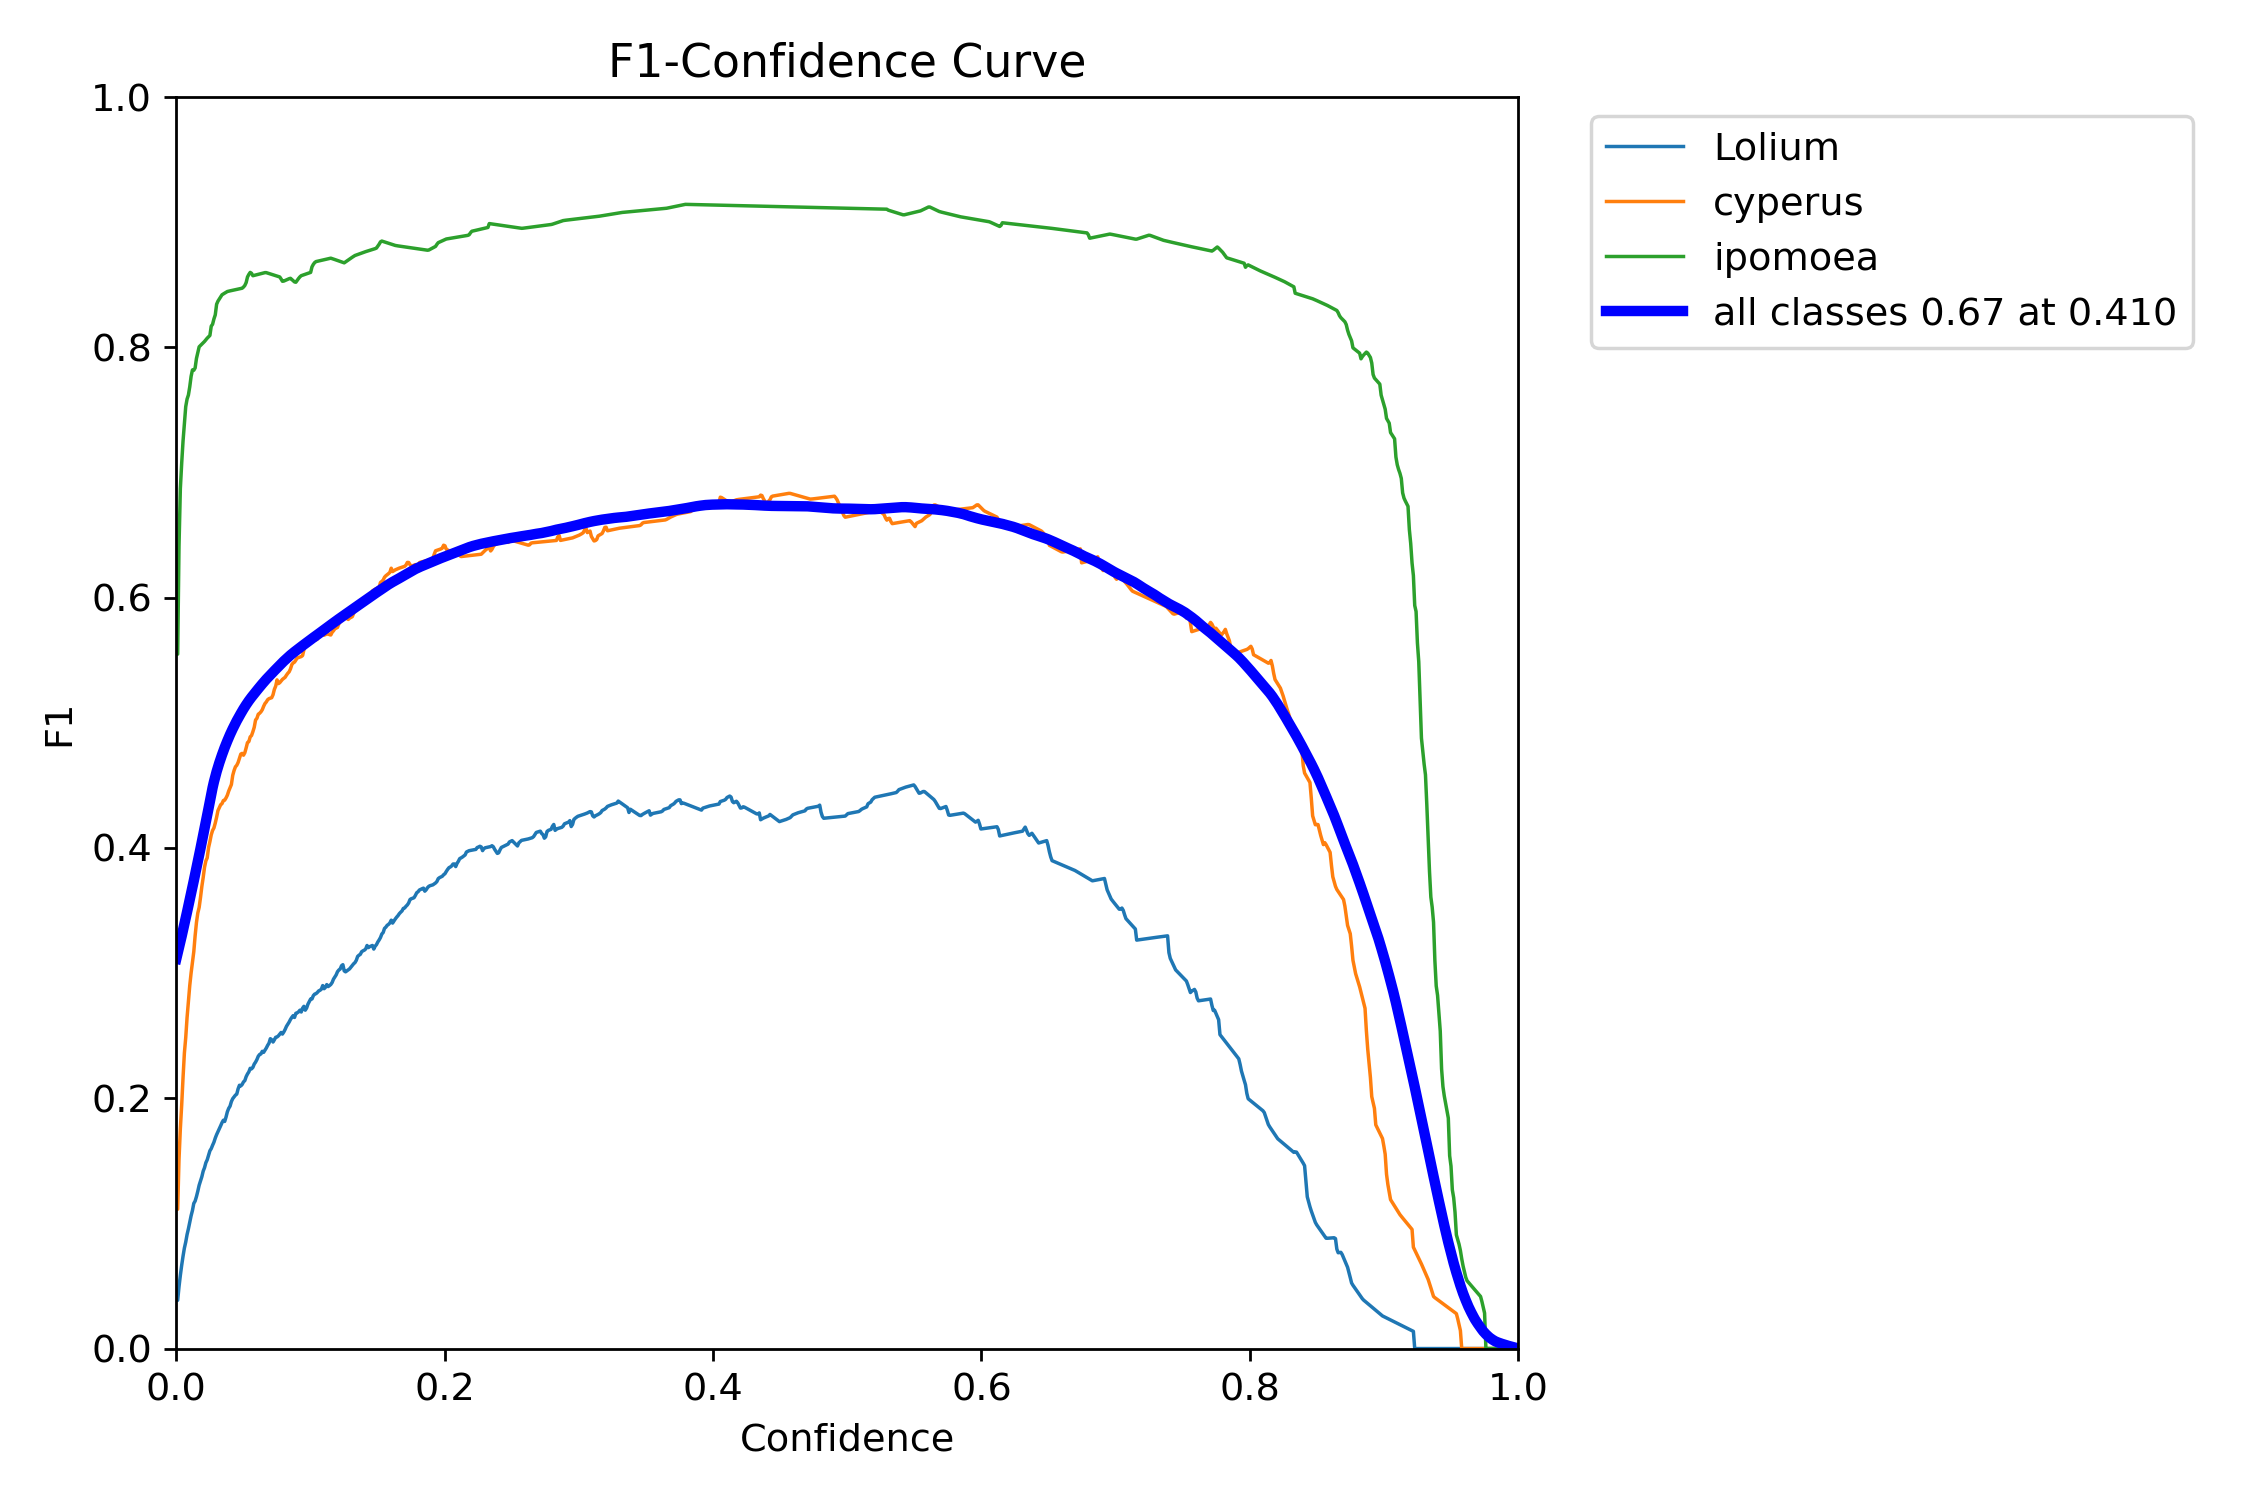 F1-Confidence Curve
1.0
0.8
0.6
0.4
0.2
0.0
F1
0.0 0.2 0.4 0.6 0.8 1.0
Confidence
Lolium
cyperus
ipomoea
all classes 0.67 at 0.410